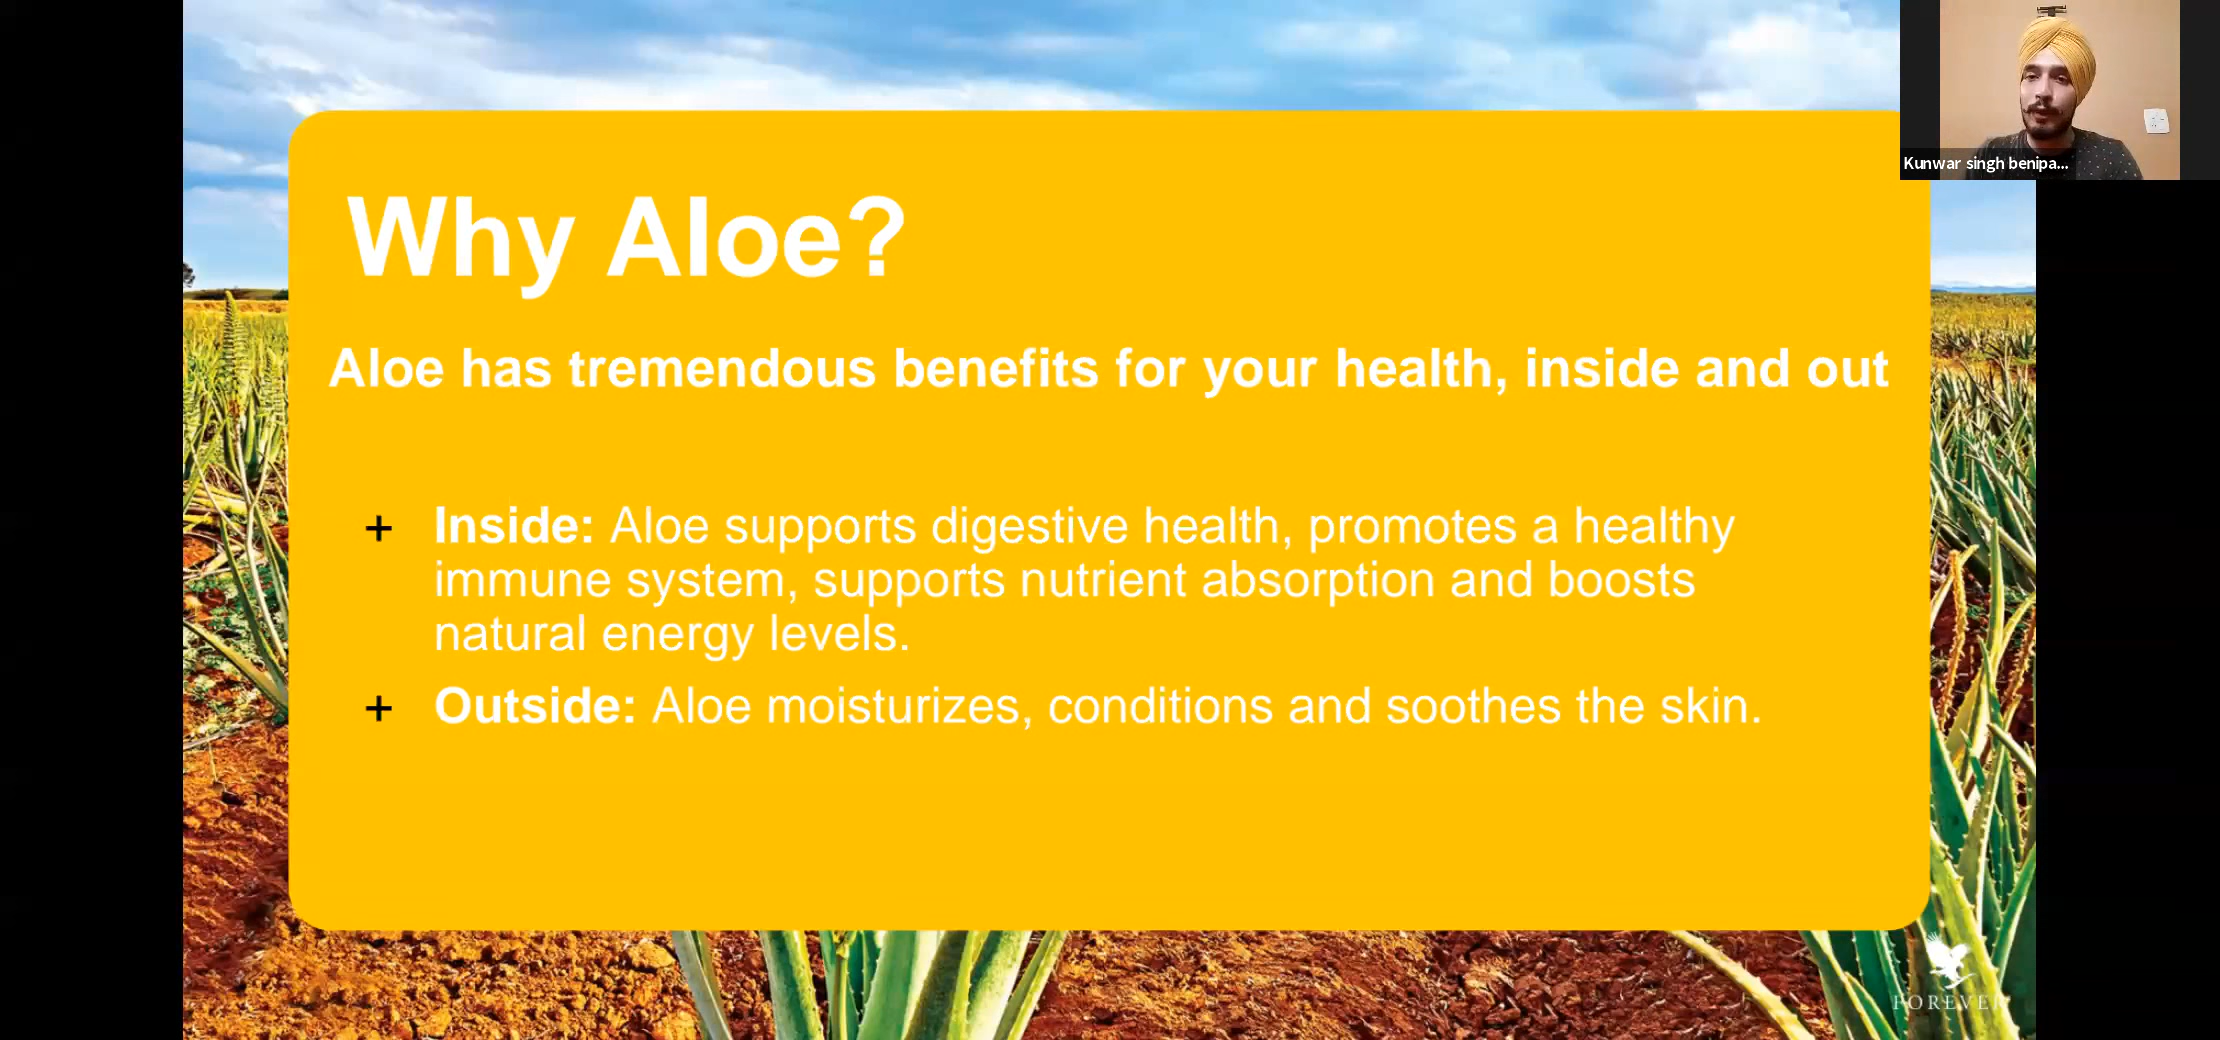 Why Aloe?
Aloe has tremendous benefits for your health, inside and out
+ Inside: Aloe supports digestive health, promotes a healthy
immune system, supports nutrient absorption and boosts
natural energy levels.
+ Outside: Aloe moisturizes, conditions and soothes the skin.
Kunwar singh benipa...
FOREVER